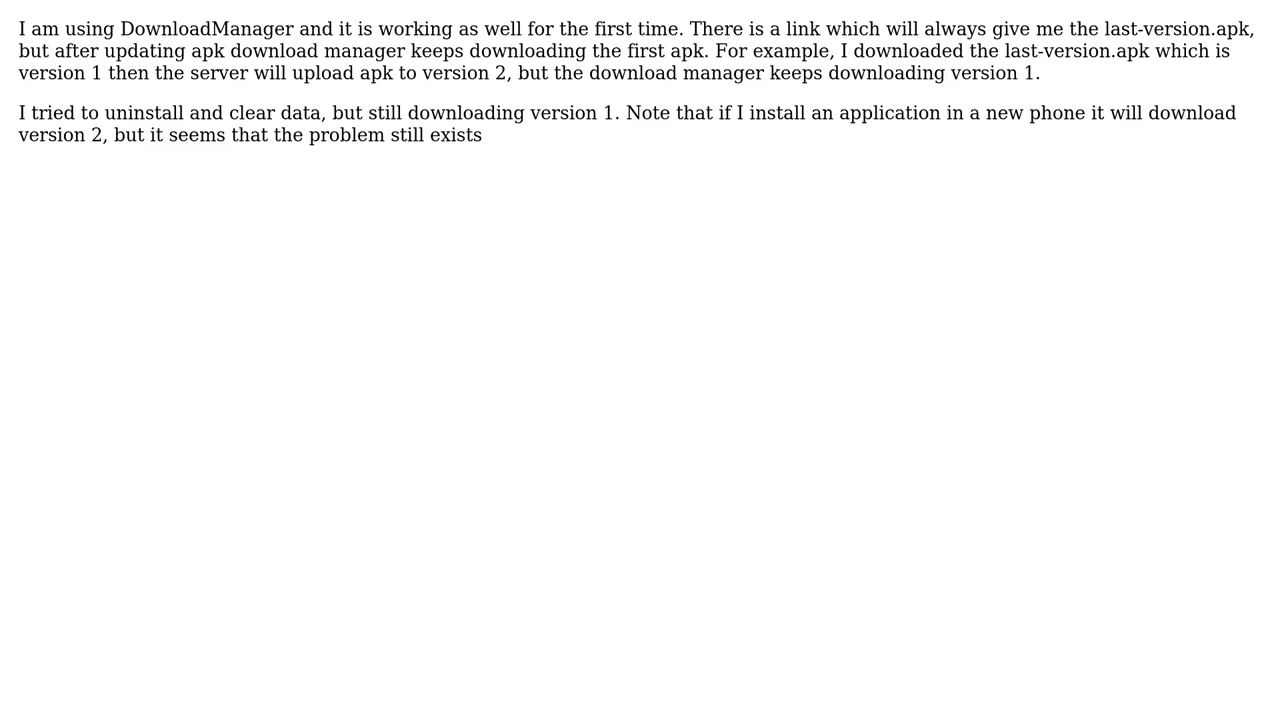 I am using DownloadManager and it is working as well for the first time. There is a link which will always give me the last-version.apk,
but after updating apk download manager keeps downloading the first apk. For example, I downloaded the last-version.apk which is
version 1 then the server will upload apk to version 2, but the download manager keeps downloading version 1.
I tried to uninstall and clear data, but still downloading version 1. Note that if I install an application in a new phone it will download
version 2, but it seems that the problem still exists